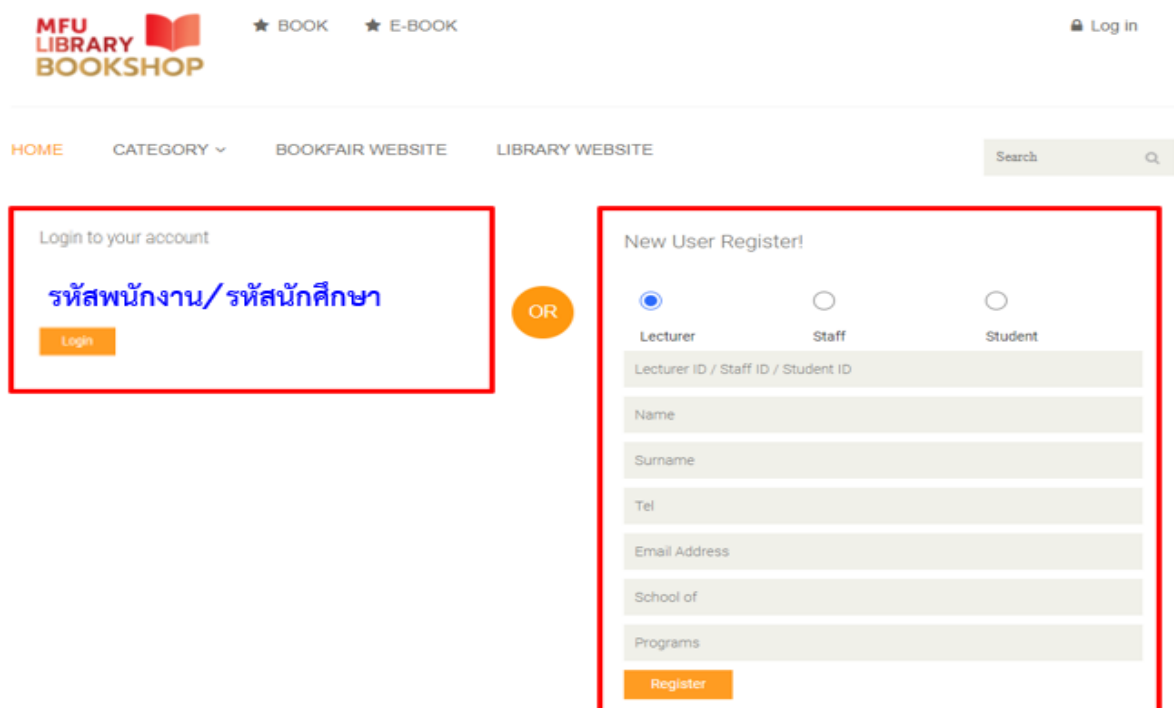 MFU
LIBRARY
BOOKSHOP
BOOK E-BOOK
Log in
HOME CATEGORY BOOKFAIR WEBSITE LIBRARY WEBSITE
Search
Login to your account
รหัสพนักงาน/รหัสนักศึกษา
Login
OR
New User Register!
Lecturer Staff Student
Lecturer ID / Staff ID / Student ID
Name
Surname
Tel
Email Address
School of
Programs
Register